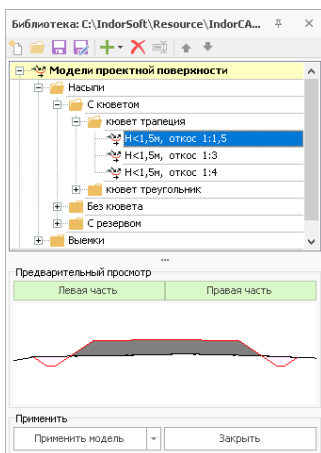 Библиотека: C:\IndorSoft\Resource\IndorCA...
Модели проектной поверхности
Насыпи
С кюветом
кювет трапеция
Н<1,5м, откос 1:1,5
Н<1,5м, откос 1:3
Н<1,5м, откос 1:4
кювет треугольник
Без кювета
С резервом
Выемки
...
Предварительный просмотр
Левая часть Правая часть
Применить
Применить модель Закрыть